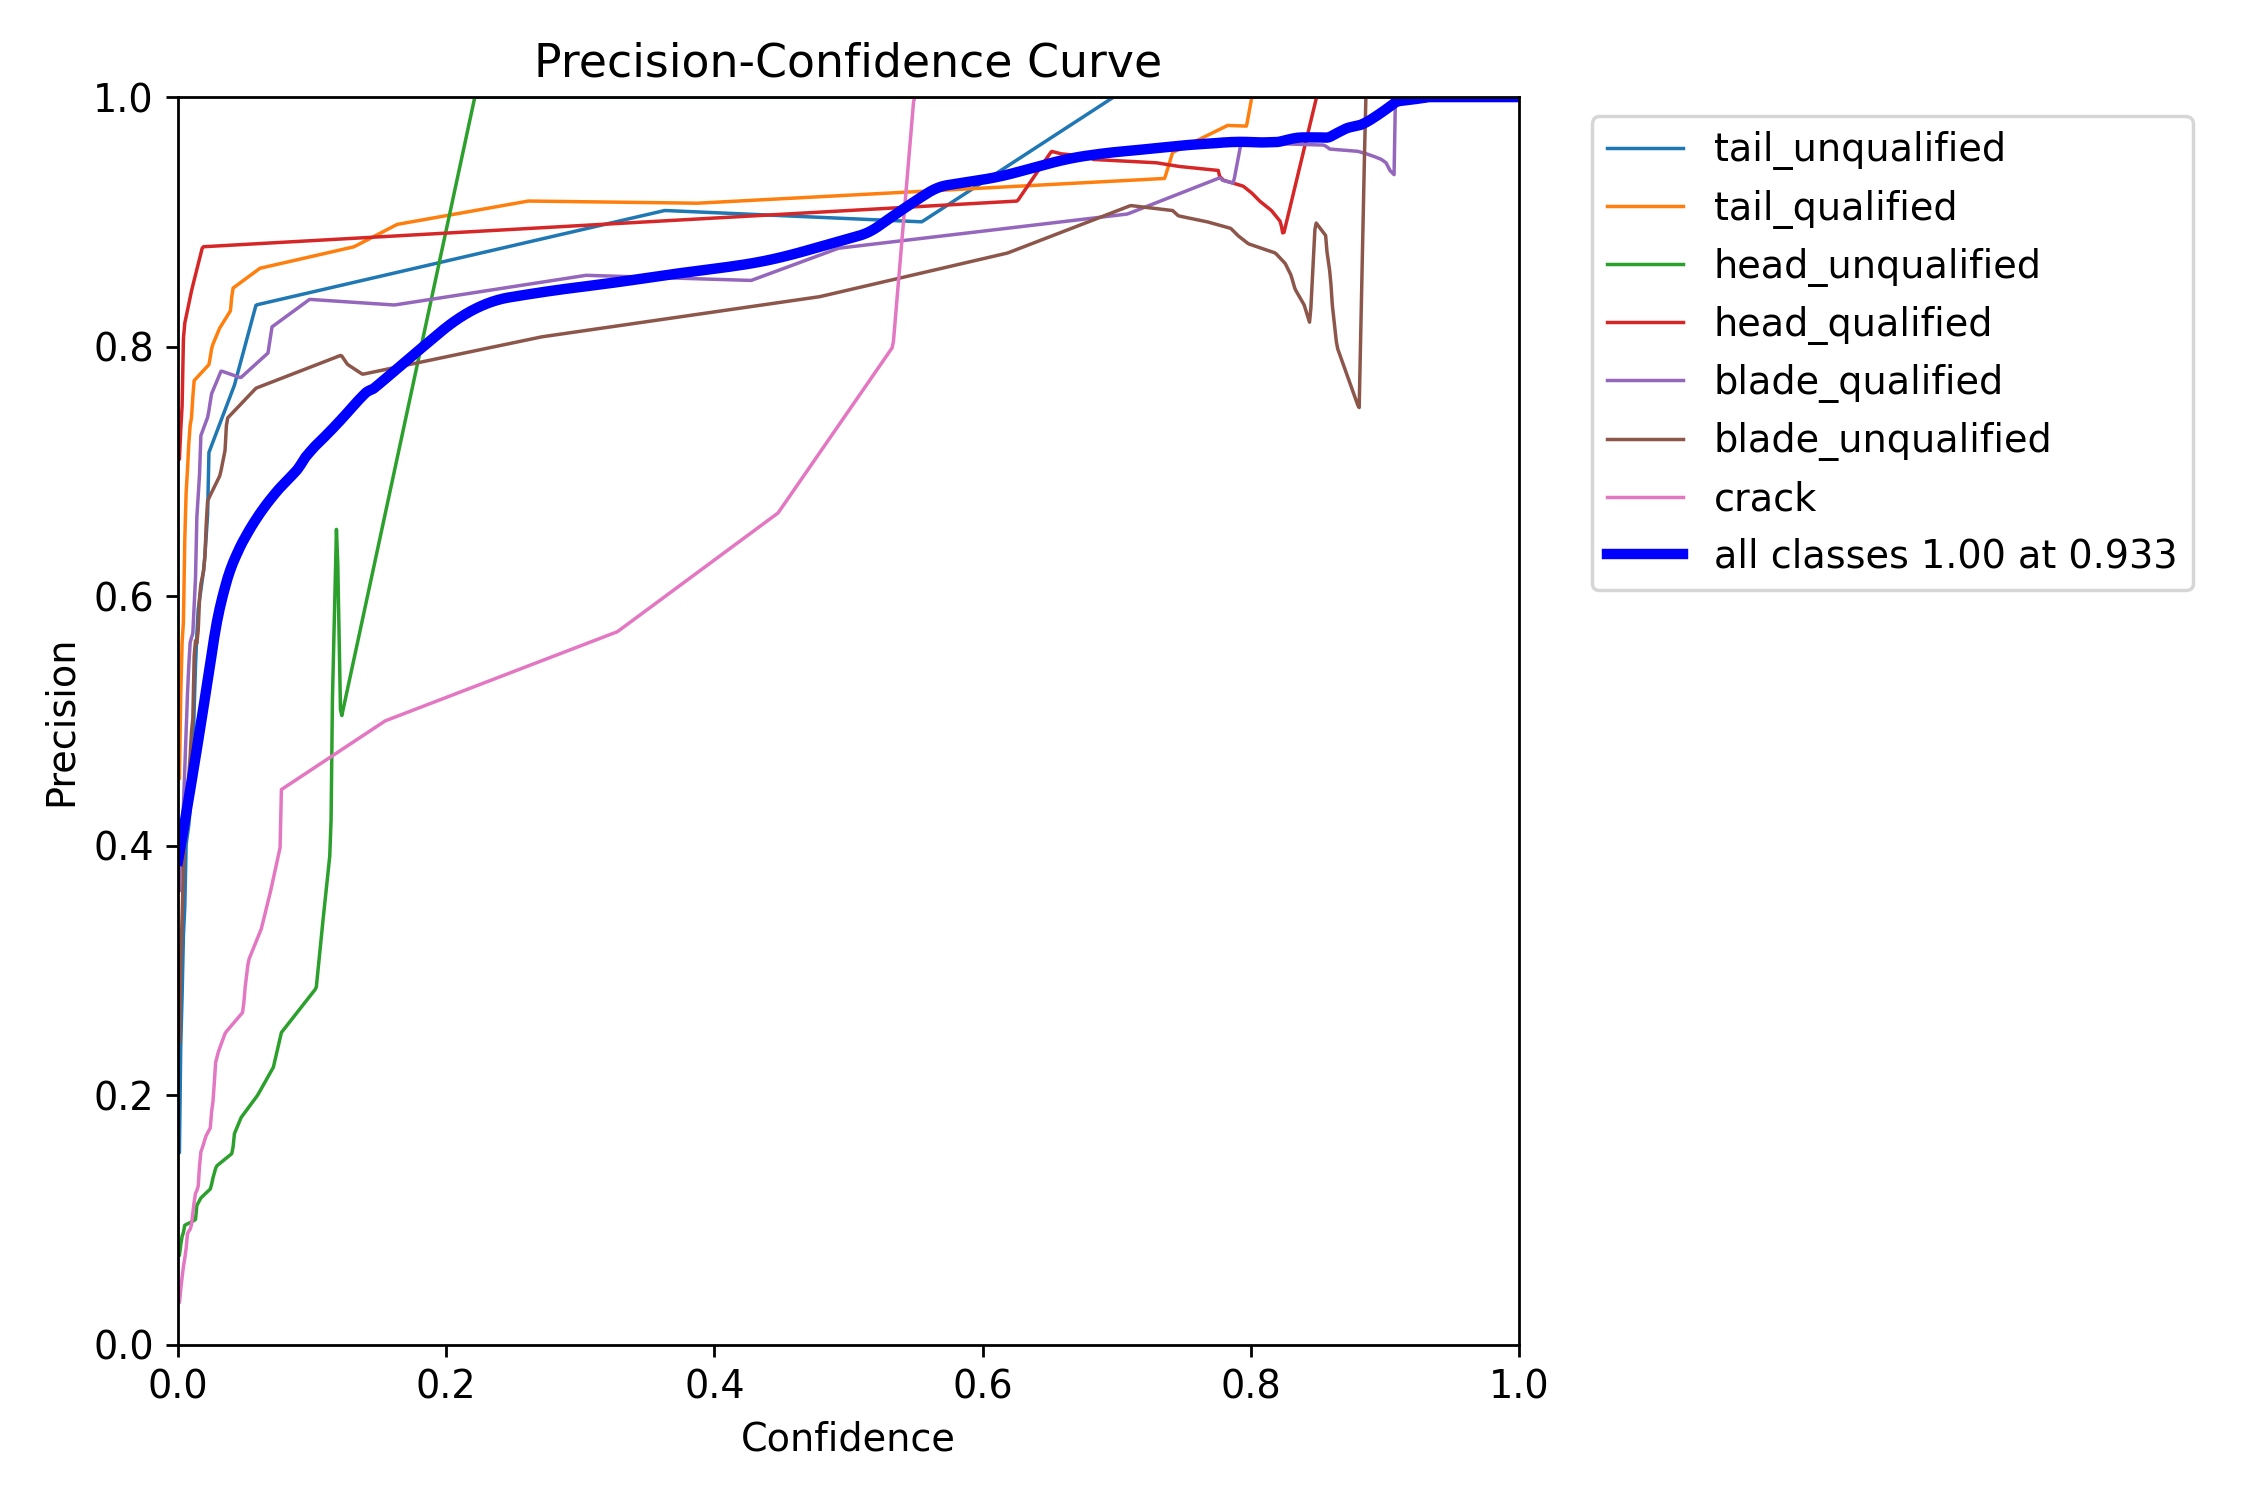 Precision-Confidence Curve
1.0
0.8
0.6
0.4
0.2
0.0
Precision
0.0 0.2 0.4 0.6 0.8 1.0
Confidence
tail_unqualified
tail_qualified
head_unqualified
head_qualified
blade_qualified
blade_unqualified
crack
all classes 1.00 at 0.933